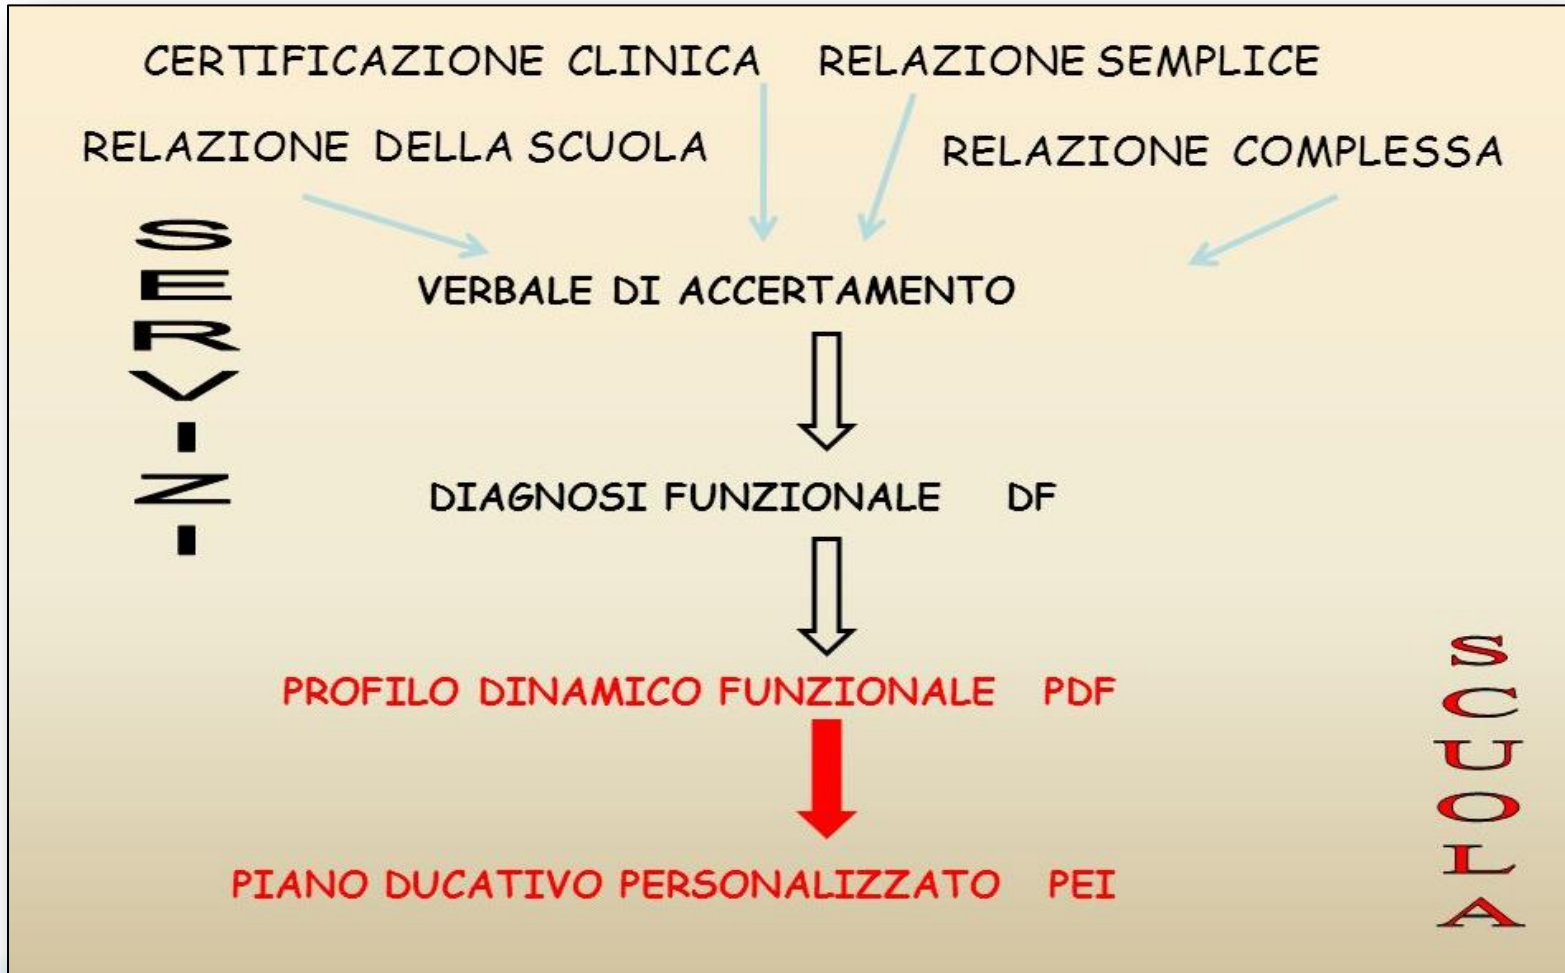 CERTIFICAZIONE CLINICA RELAZIONE SEMPLICE
RELAZIONE DELLA SCUOLA RELAZIONE COMPLESSA
SERVIZI
VERBALE DI ACCERTAMENTO
DIAGNOSI FUNZIONALE DF
PROFILO DINAMICO FUNZIONALE PDF
PIANO DUCATIVO PERSONALIZZATO PEI
SCUOLA